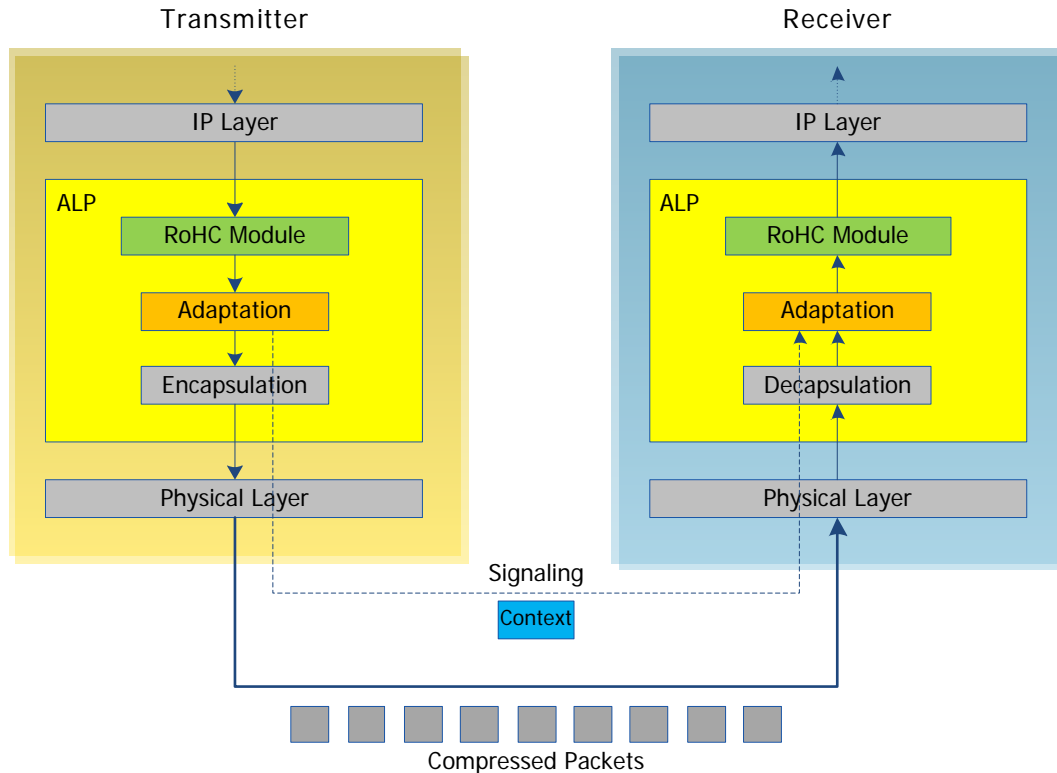 Transmitter
IP Layer
ALP
RoHC Module
Adaptation
Encapsulation
Physical Layer
Receiver
IP Layer
ALP
RoHC Module
Adaptation
Decapsulation
Physical Layer
Signaling
Context
Compressed Packets